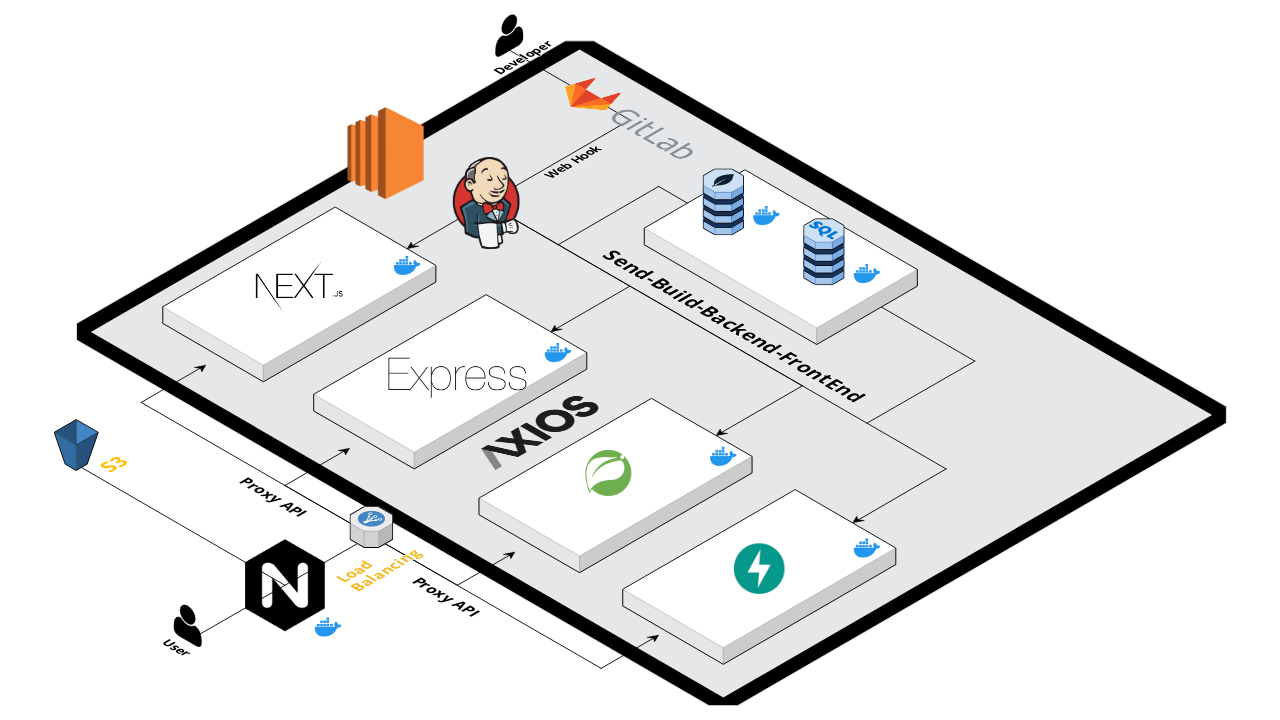 Developer
GitLab
Web Hook
SQL
Send-Build-Backend-FrontEnd
NEXT.JS
Express
AXIOS
S3
Proxy API
Load
Balancing
Proxy API
N
User